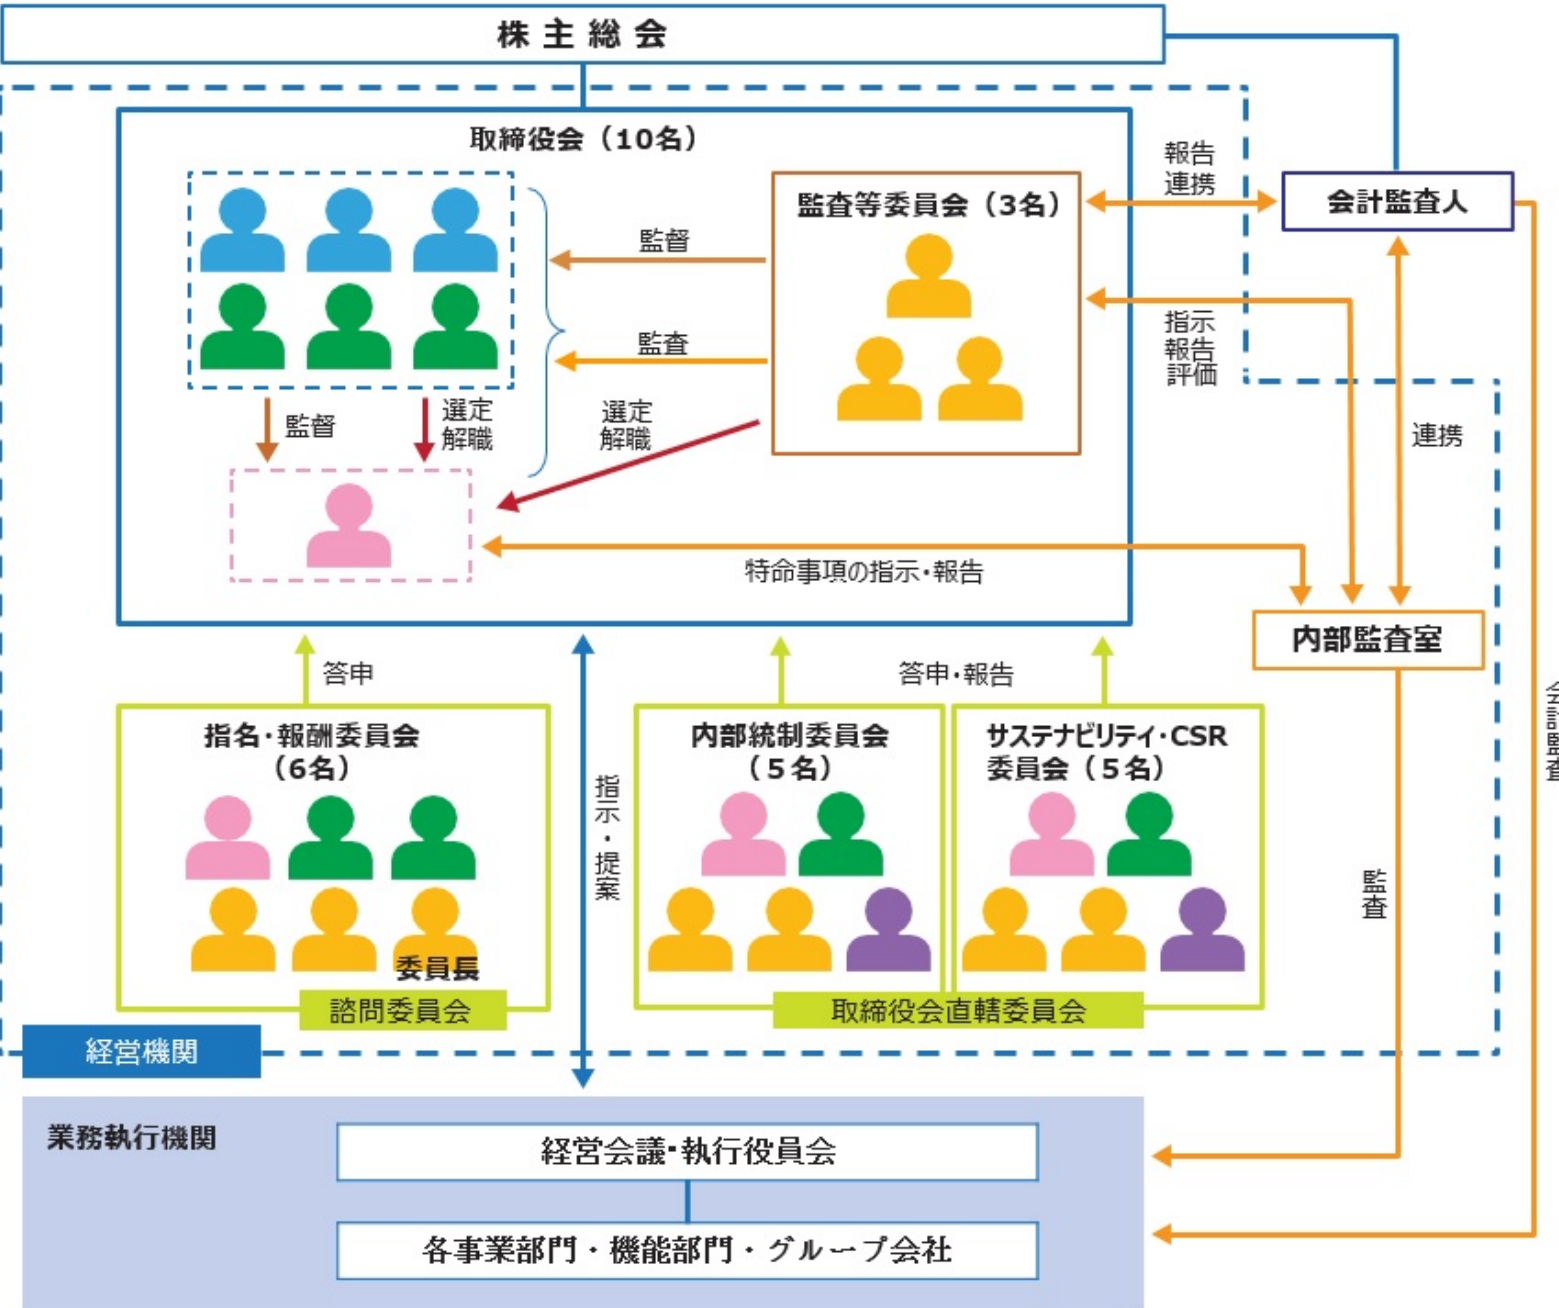 株主総会
取締役会（10名）
監査等委員会（3名）
報告
連携
会計監査人
監督
監査
指示
報告
評価
監督
選定
解職
選定
解職
連携
特命事項の指示・報告
内部監査室
答申
答申・報告
指名・報酬委員会
（6名）
内部統制委員会
（5名）
サステナビリティ・CSR
委員会（5名）
指示・提案
会計監査
監査
委員長
諮問委員会
取締役会直轄委員会
経営機関
業務執行機関
経営会議・執行役員会
各事業部門・機能部門・グループ会社